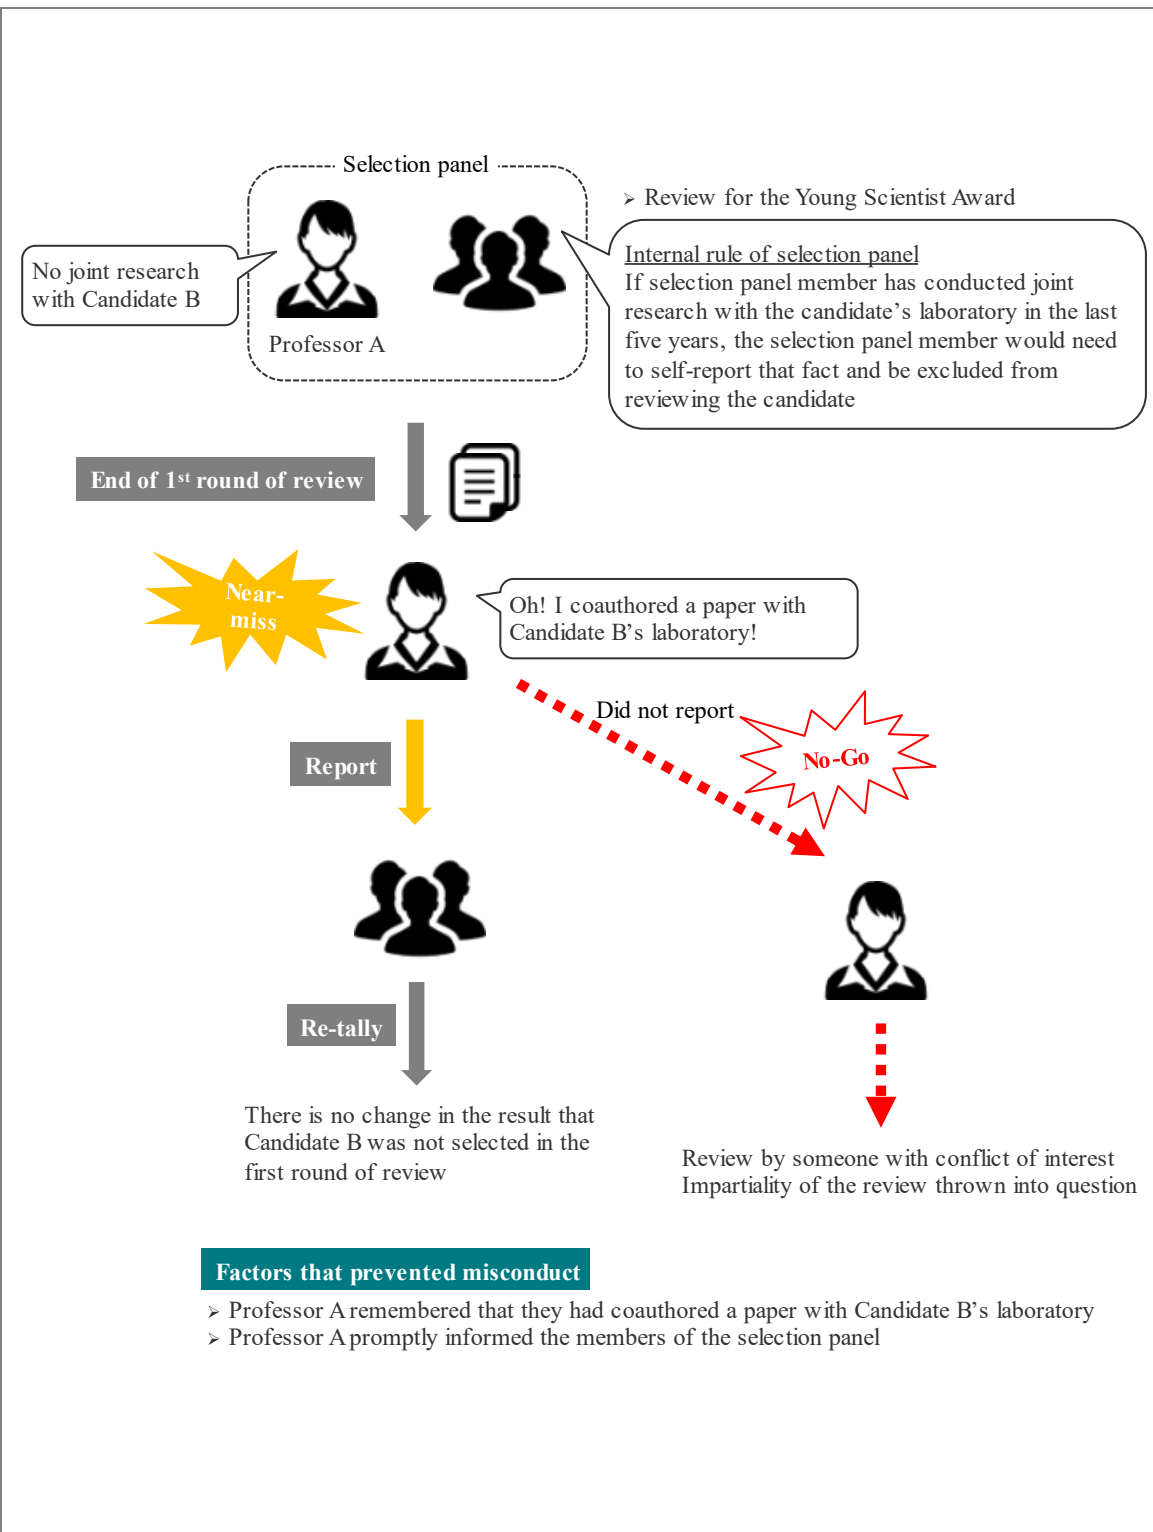 Selection panel
➢ Review for the Young Scientist Award
No joint research
with Candidate B
Professor A
Internal rule of selection panel
If selection panel member has conducted joint
research with the candidate’s laboratory in the last
five years, the selection panel member would need
to self-report that fact and be excluded from
reviewing the candidate
End of 1st round of review
Near-
miss
Oh! I coauthored a paper with
Candidate B’s laboratory!
Did not report
No-Go
Report
Re-tally
There is no change in the result that
Candidate B was not selected in the
first round of review
Review by someone with conflict of interest
Impartiality of the review thrown into question
Factors that prevented misconduct
➢ Professor A remembered that they had coauthored a paper with Candidate B’s laboratory
➢ Professor A promptly informed the members of the selection panel